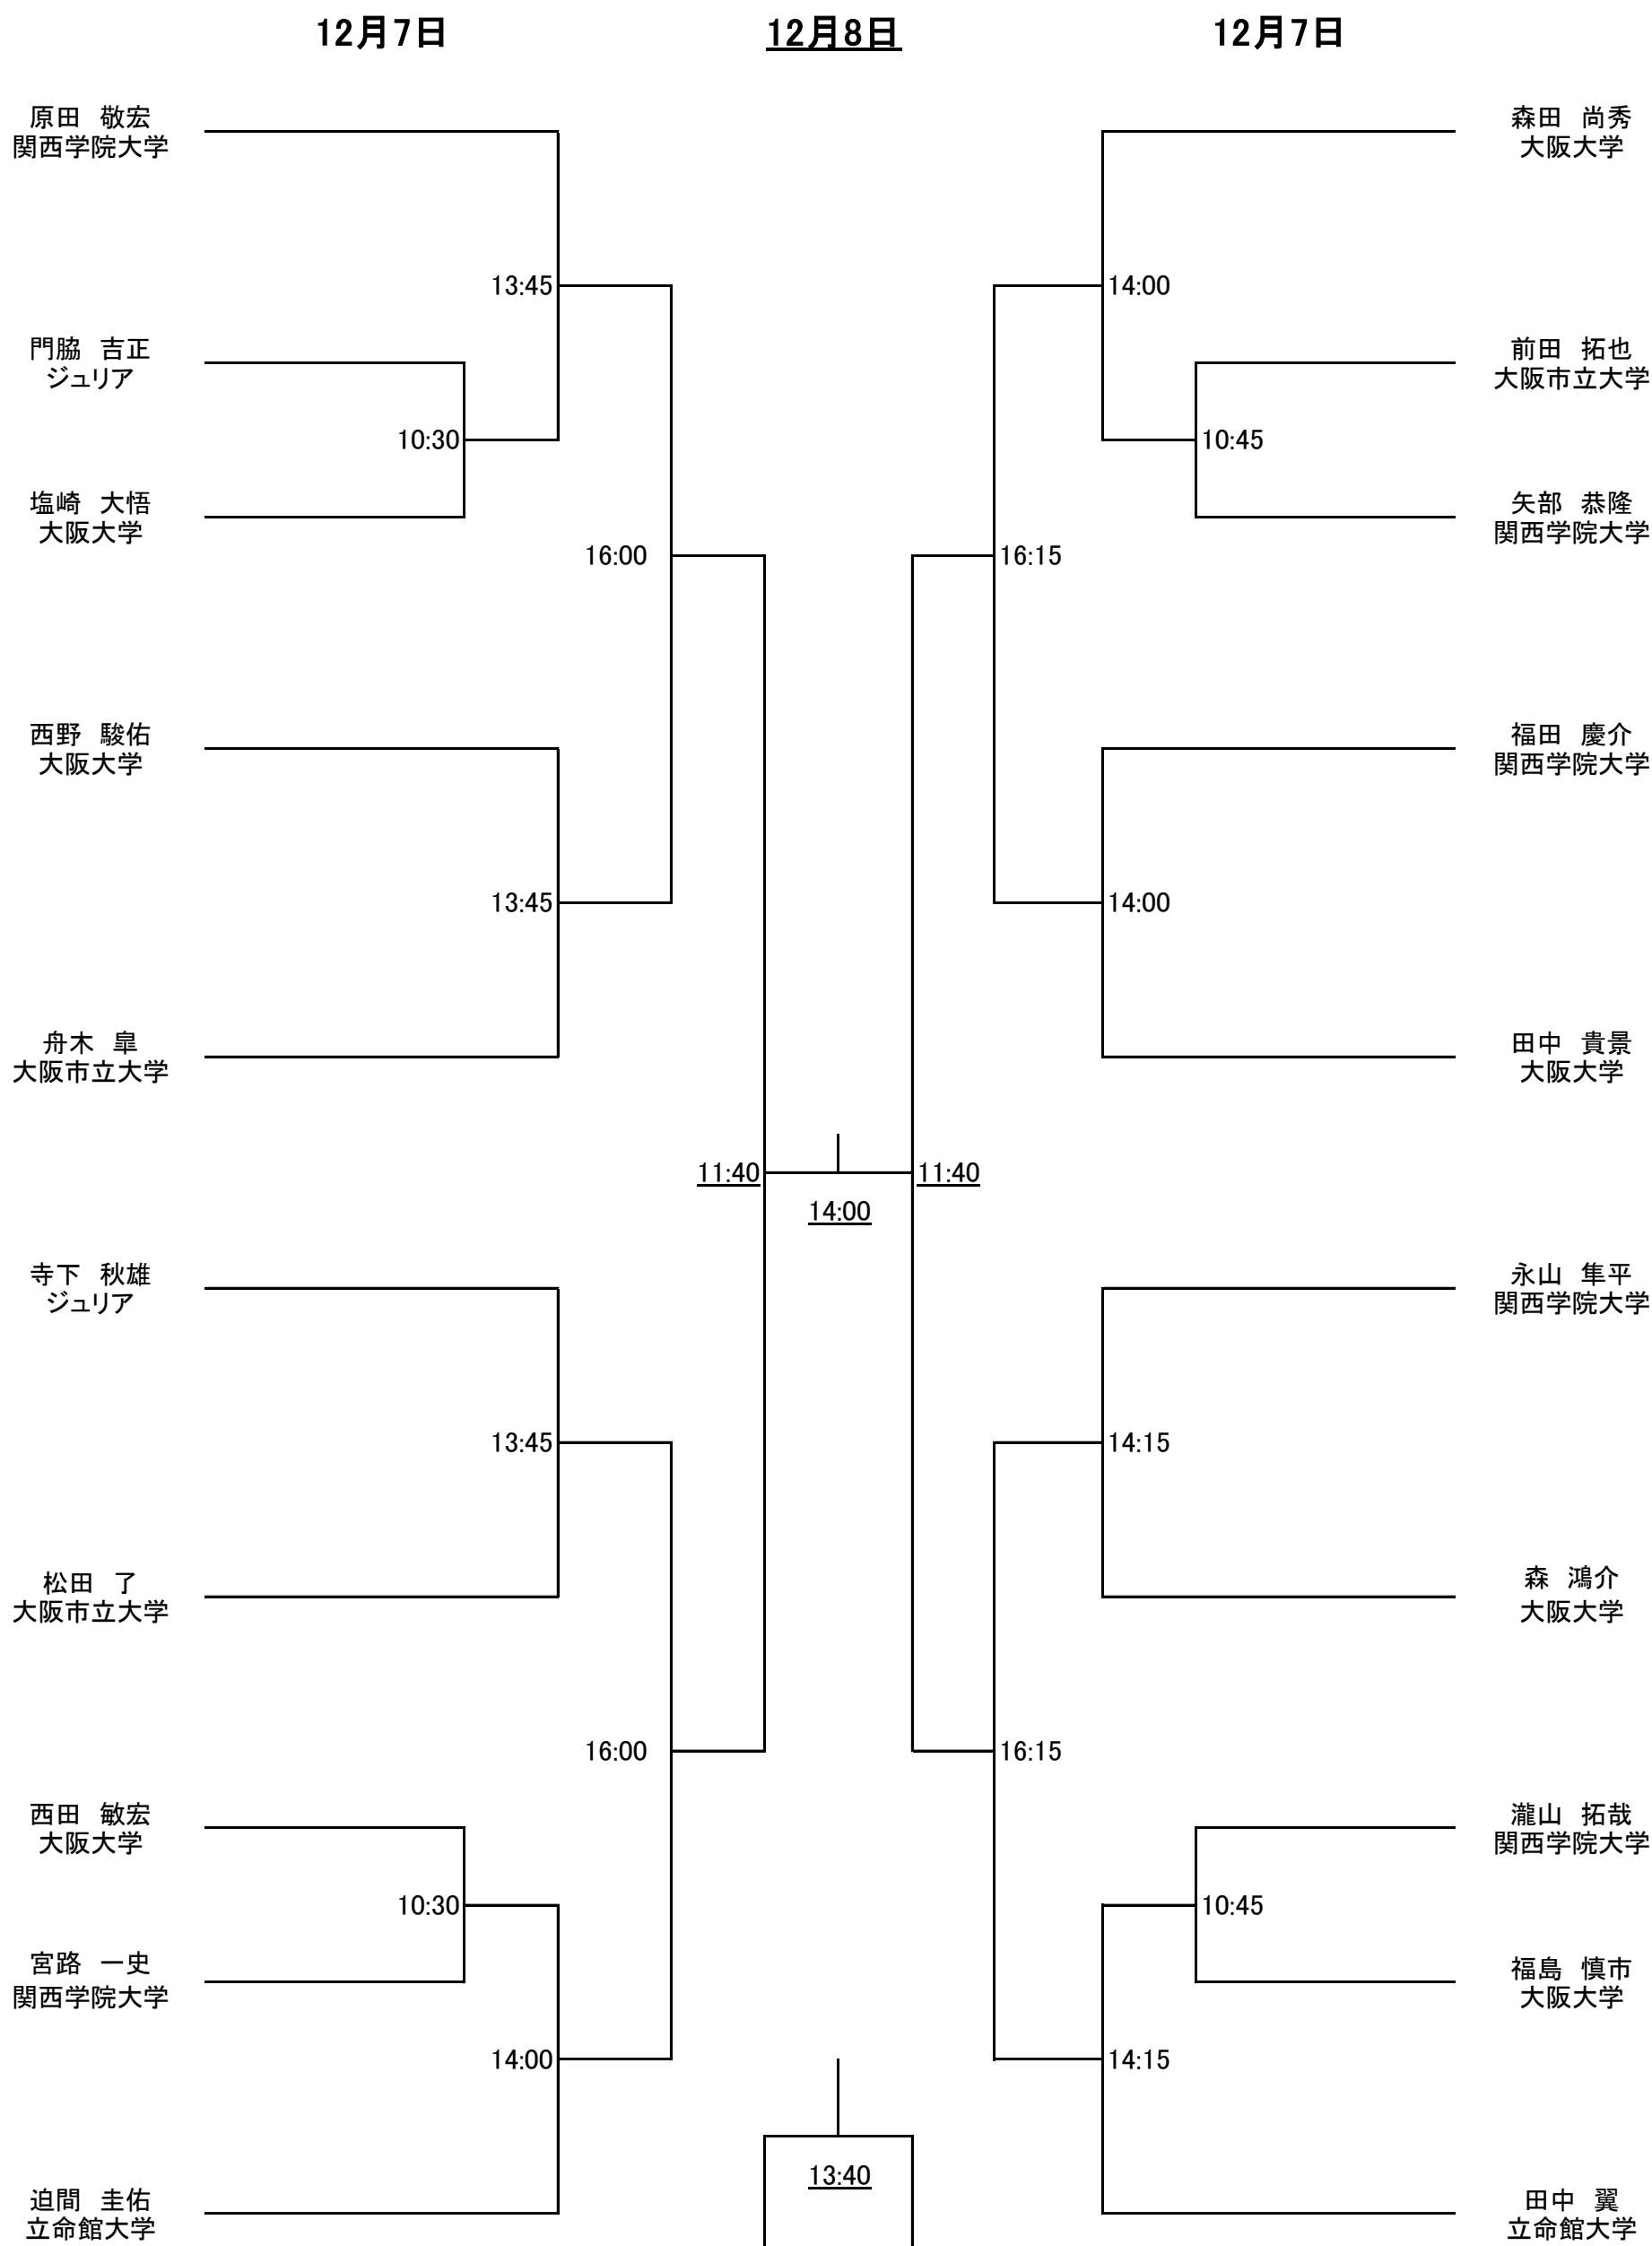 12月7日
12月8日
12月7日
原田 敬宏
関西学院大学
森田 尚秀
大阪大学
13:45
14:00
門脇 吉正
ジュリア
前田 拓也
大阪市立大学
10:30
10:45
塩崎 大悟
大阪大学
矢部 恭隆
関西学院大学
16:00
16:15
西野 駿佑
大阪大学
福田 慶介
関西学院大学
13:45
14:00
舟木 皐
大阪市立大学
田中 貴景
大阪大学
11:40
11:40
14:00
寺下 秋雄
ジュリア
永山 隼平
関西学院大学
13:45
14:15
松田 了
大阪市立大学
森 鴻介
大阪大学
16:00
16:15
西田 敏宏
大阪大学
瀧山 拓哉
関西学院大学
10:30
10:45
宮路 一史
関西学院大学
福島 慎市
大阪大学
14:00
14:15
13:40
迫間 圭佑
立命館大学
田中 翼
立命館大学